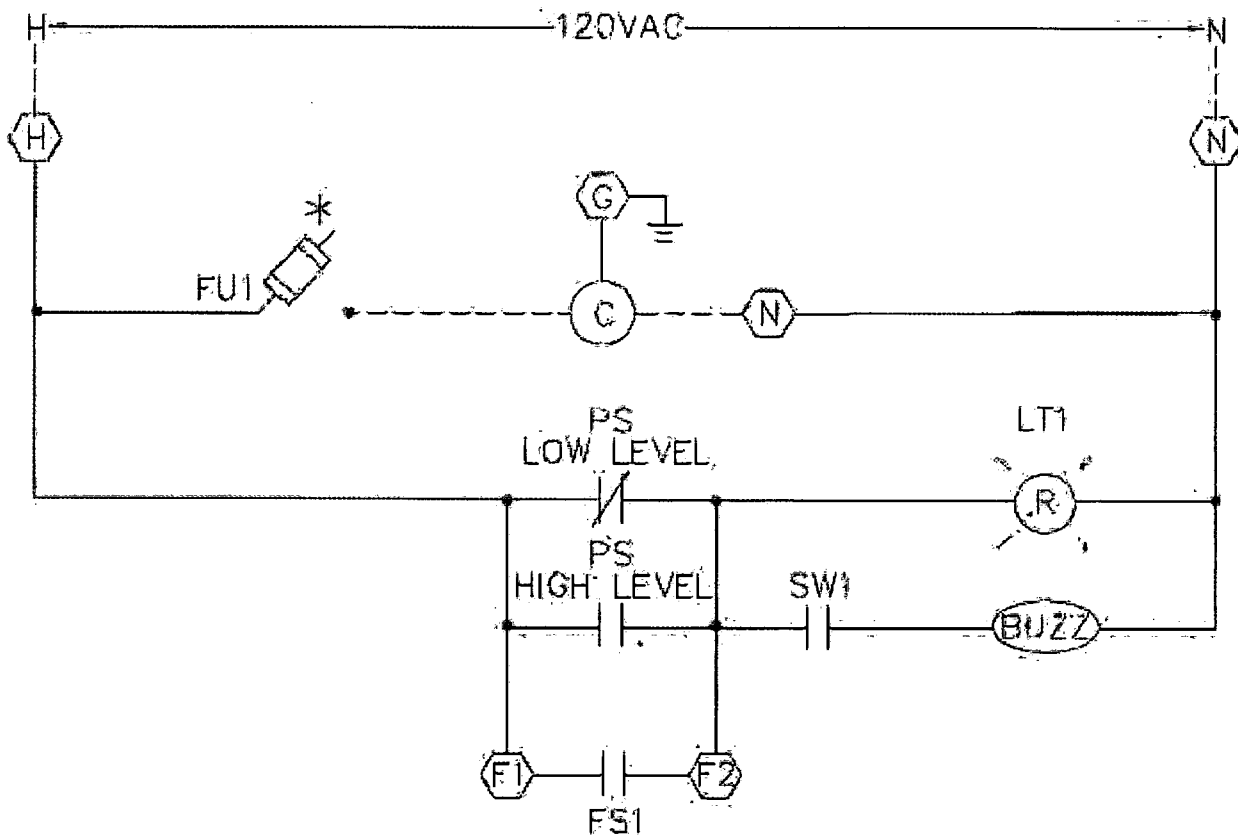 H 120VAC N
H N
G
*
FU1
C N
PS
LOW LEVEL
LT1
R
PS
HIGH LEVEL SW1
BUZZ
F1 F2
FS1